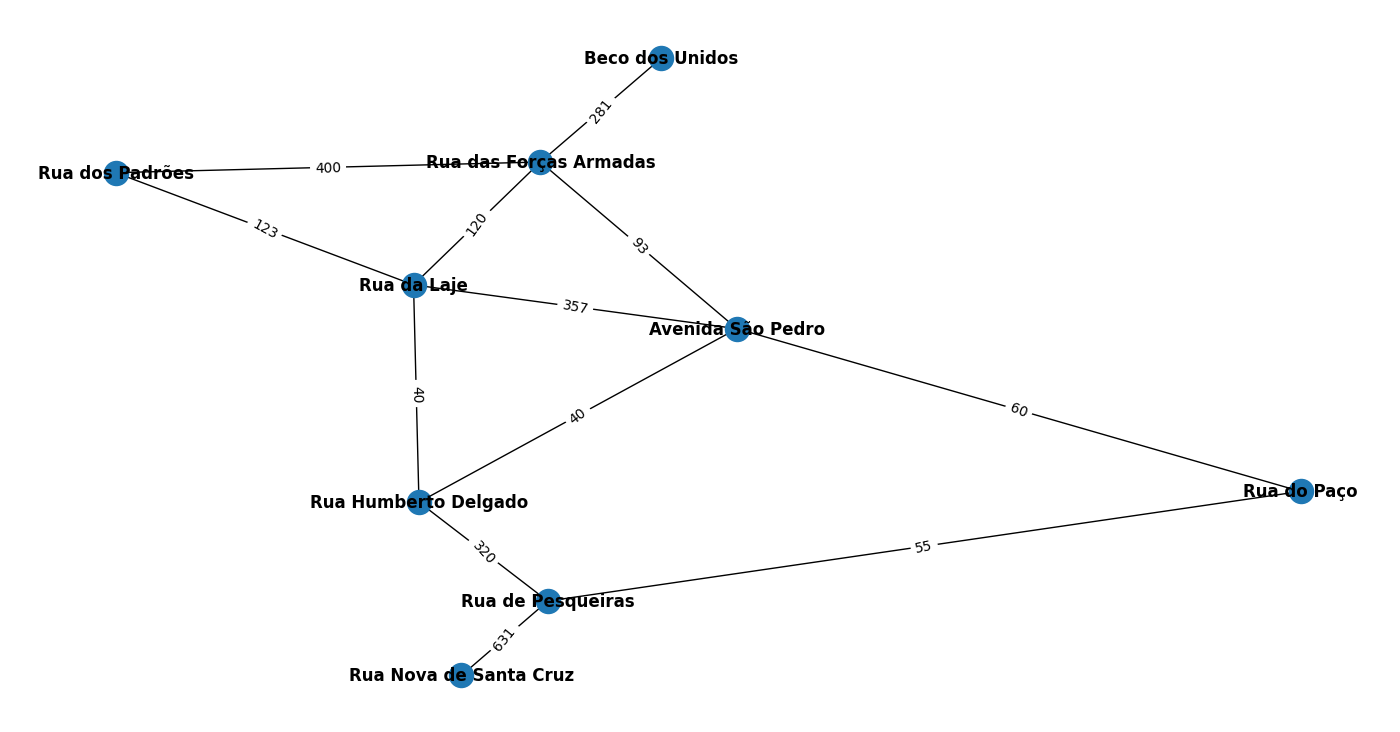 Beco dos Unidos
281
Rua das Forças Armadas
400
Rua dos Padrões
123
120
93
Rua da Laje
357
Avenida São Pedro
40
60
40
Rua do Paço
Rua Humberto Delgado
320
55
Rua de Pesqueiras
631
Rua Nova de Santa Cruz